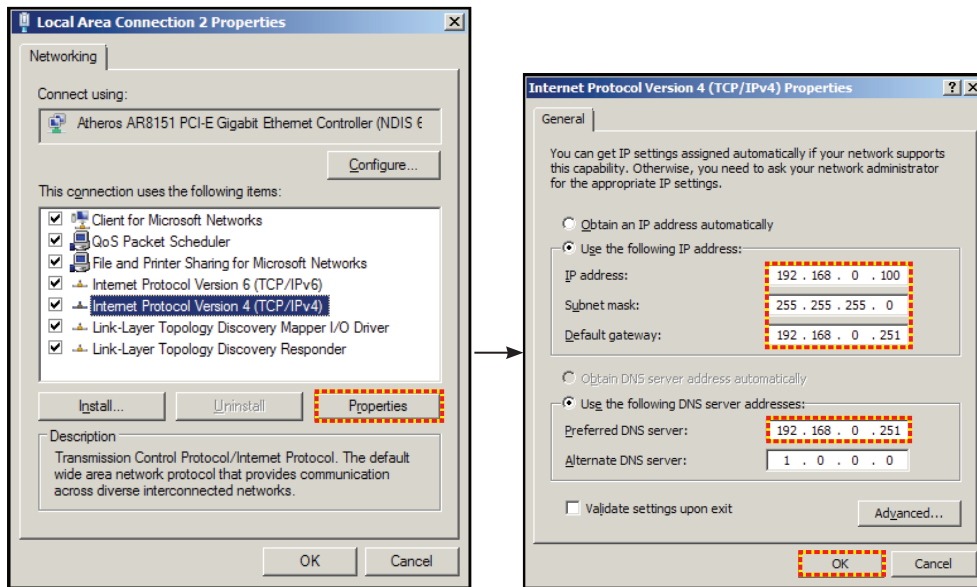 Local Area Connection 2 Properties
Networking
Connect using:
Atheros AR8151 PCI-E Gigabit Ethernet Controller (NDIS 6
Configure...
This connection uses the following items:
Client for Microsoft Networks
QoS Packet Scheduler
File and Printer Sharing for Microsoft Networks
Internet Protocol Version 6 (TCP/IPv6)
Internet Protocol Version 4 (TCP/IPv4)
Link-Layer Topology Discovery Mapper I/O Driver
Link-Layer Topology Discovery Responder
Install...
Uninstall
Properties
Description
Transmission Control Protocol/Internet Protocol. The default
wide area network protocol that provides communication
across diverse interconnected networks.
OK
Cancel
Internet Protocol Version 4 (TCP/IPv4) Properties
General
You can get IP settings assigned automatically if your network supports
this capability. Otherwise, you need to ask your network administrator
for the appropriate IP settings.
Obtain an IP address automatically
Use the following IP address:
IP address: 192 . 168 . 0 . 100
Subnet mask: 255 . 255 . 255 . 0
Default gateway: 192 . 168 . 0 . 251
Obtain DNS server address automatically
Use the following DNS server addresses:
Preferred DNS server: 192 . 168 . 0 . 251
Alternate DNS server: 1 . 0 . 0 . 0
Validate settings upon exit
Advanced...
OK
Cancel